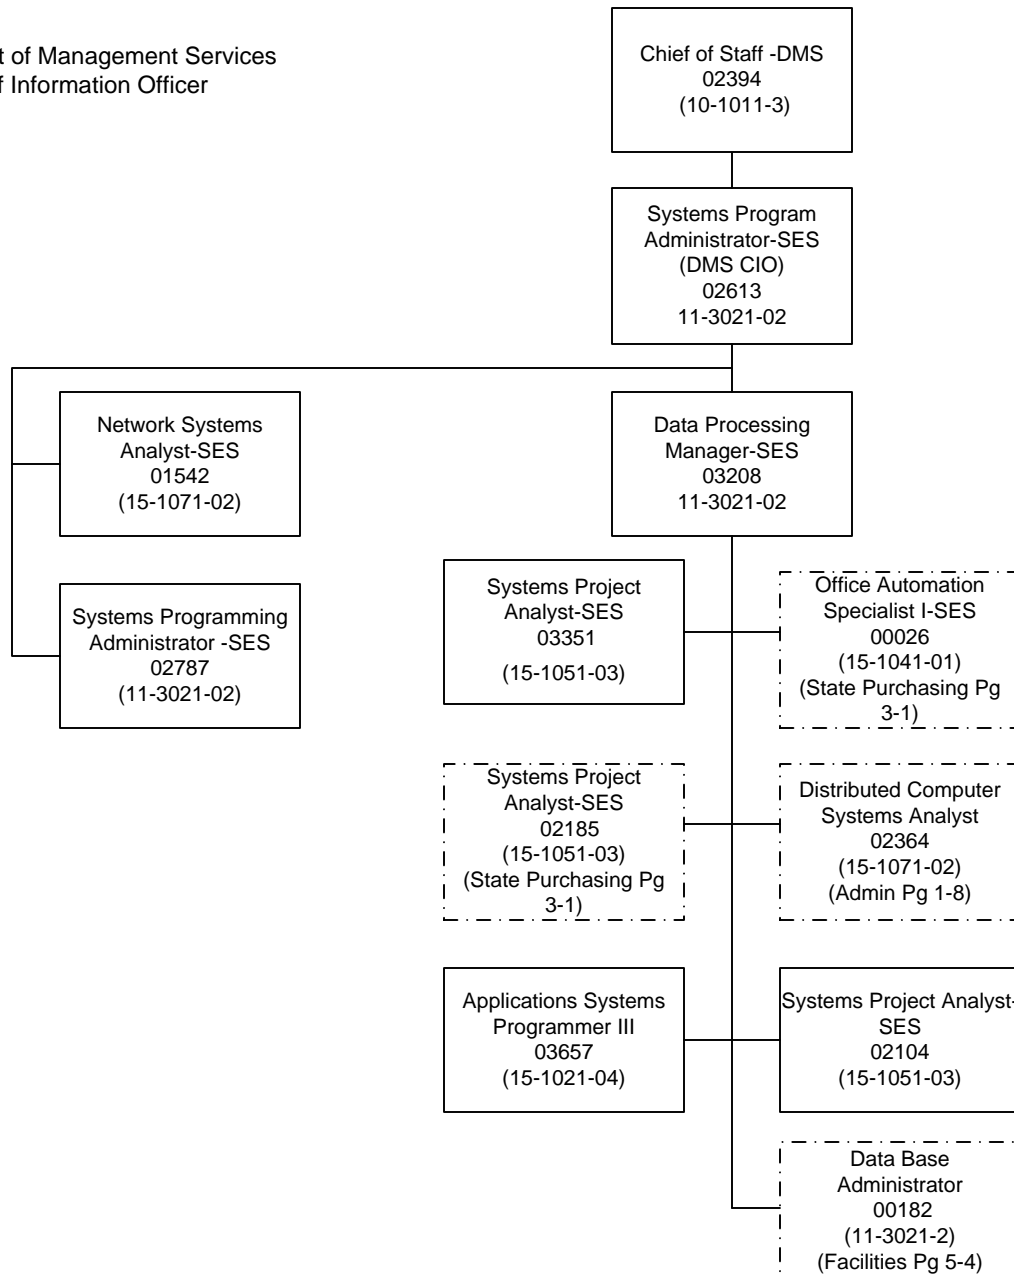 t of Management Services
f Information Officer
Chief of Staff -DMS
02394
(10-1011-3)
Systems Program
Administrator-SES
(DMS CIO)
02613
11-3021-02
Network Systems
Analyst-SES
01542
(15-1071-02)
Data Processing
Manager-SES
03208
11-3021-02
Systems Programming
Administrator -SES
02787
(11-3021-02)
Systems Project
Analyst-SES
03351
(15-1051-03)
Office Automation
Specialist I-SES
00026
(15-1041-01)
(State Purchasing Pg
3-1)
Systems Project
Analyst-SES
02185
(15-1051-03)
(State Purchasing Pg
3-1)
Distributed Computer
Systems Analyst
02364
(15-1071-02)
(Admin Pg 1-8)
Applications Systems
Programmer III
03657
(15-1021-04)
Systems Project Analyst-
SES
02104
(15-1051-03)
Data Base
Administrator
00182
(11-3021-2)
(Facilities Pg 5-4)